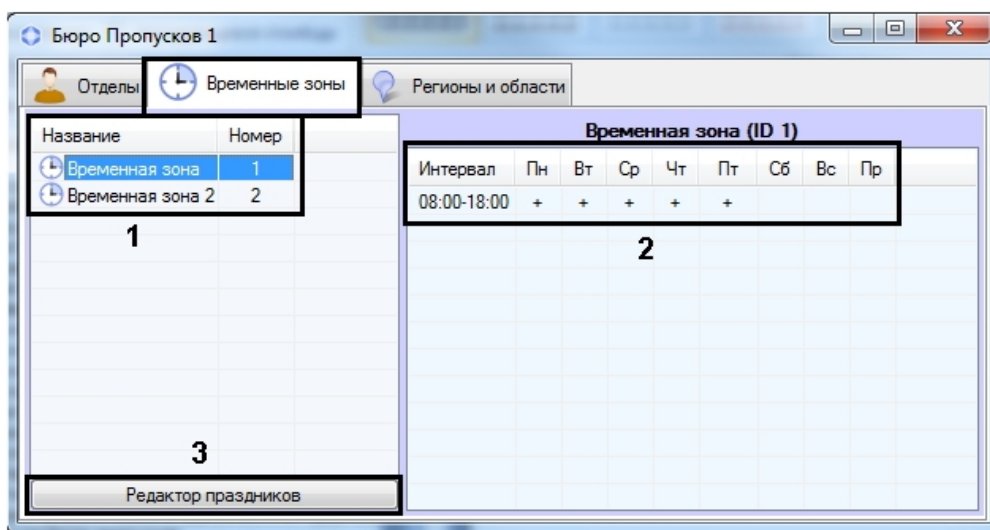 Бюро Пропусков 1
Отделы Временные зоны Регионы и области
Название Номер
Временная зона 1
Временная зона 2 2
1
Временная зона (ID 1)
Интервал Пн Вт Ср Чт Пт Сб Вс Пр
08:00-18:00 + + + + +
2
3
Редактор праздников